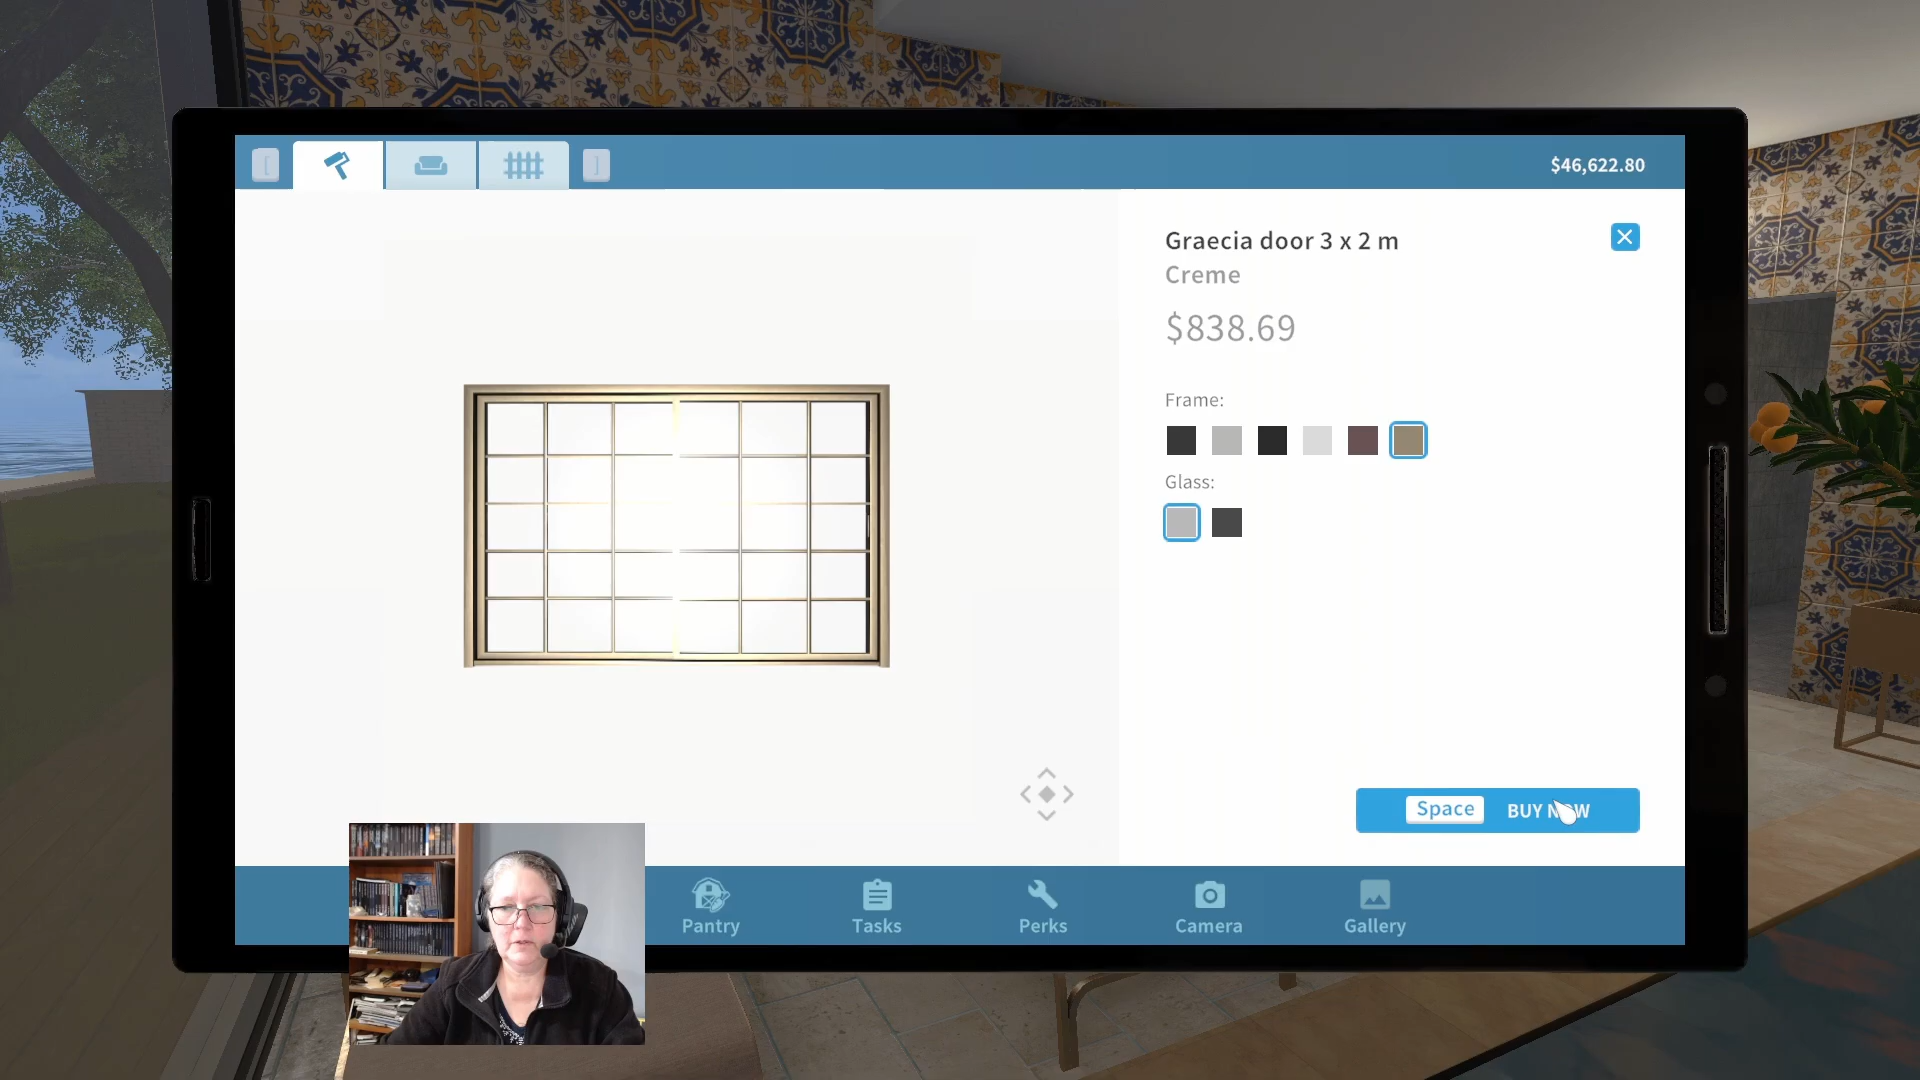 [
]
$46,622.80
Graecia door 3 x 2 m
Creme
$838.69
Frame:
Glass:
Space BUY NOW
Pantry
Tasks
Perks
Camera
Gallery